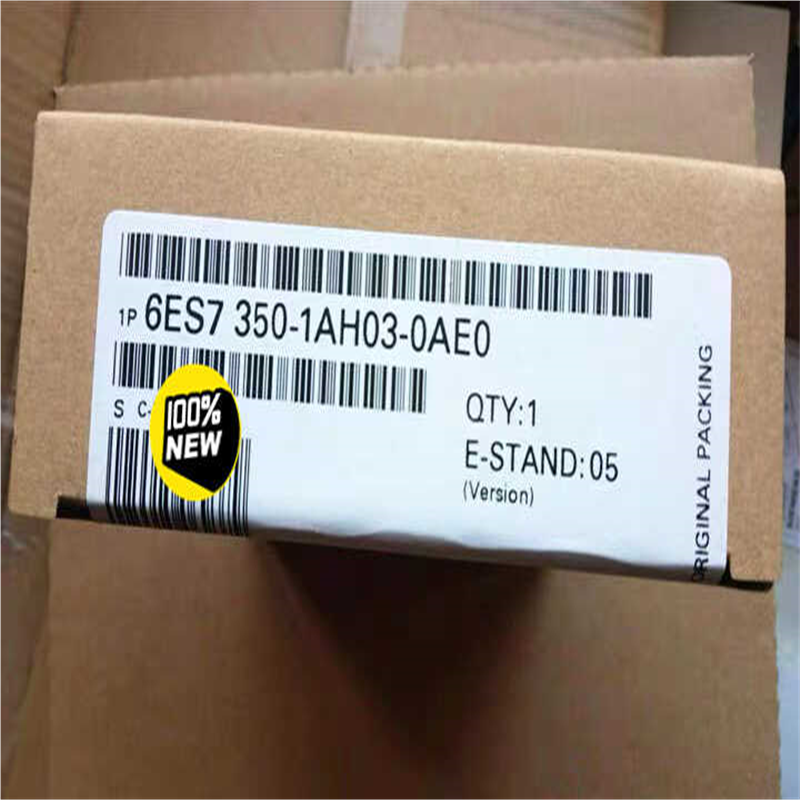 1P 6ES7 350-1AH03-0AE0
S C-
100%
NEW
QTY:1
E-STAND:05
(Version)
ORIGINAL PACKING